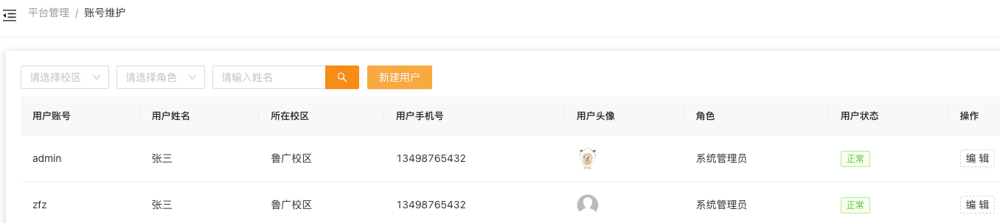 平台管理 / 账号维护
请选择校区 请选择角色 请输入姓名 新建用户
用户账号 用户姓名 所在校区 用户手机号 用户头像 角色 用户状态 操作
admin 张三 鲁广校区 13498765432 系统管理员 正常 编 辑
zfz 张三 鲁广校区 13498765432 系统管理员 正常 编 辑